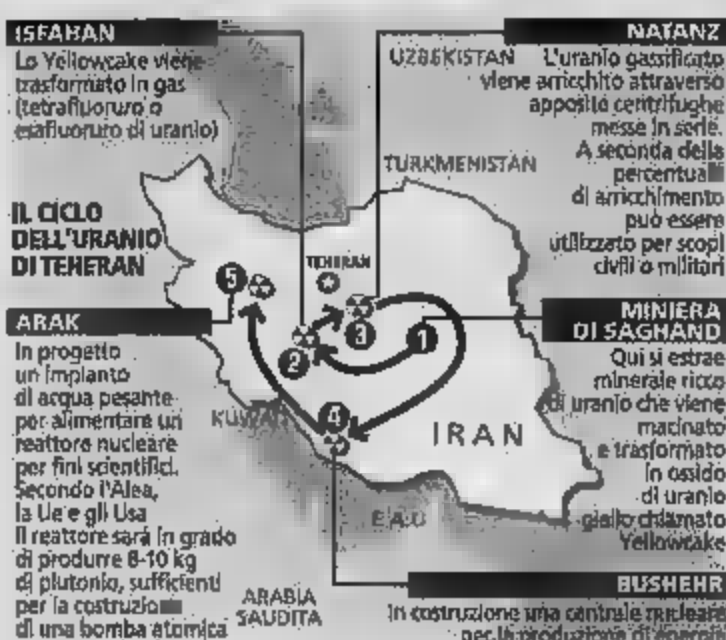 ISFAHAN
Lo Yellowcake viene
trasformato in gas
(tetrafluoruro o
esafluoruro di uranio)
IL CICLO
DELL'URANIO
DI TEHERAN
ARAK
In progetto
un impianto
di acqua pesante
per alimentare un
reattore nucleare
per fini scientifici.
Secondo l'Aiea,
la Ue e gli Usa
il reattore sarà in grado
di produrre 8-10 kg
di plutonio, sufficienti
per la
di una bomba atomica
UZBEKISTAN
TURKMENISTAN
TEHERAN
5
3
1
2
4
KUWAIT
IRAN
E.A.U
ARABIA
SAUDITA
NATANZ
L'uranio gassificato
viene arricchito attraverso
apposite centrifughe
messe in serie.
A seconda della
di arricchimento
può essere
utilizzato per scopi
civili o militari
MINIERA
DI SAGHAND
Qui si estrae
minerale ricco
di uranio che viene
macinato
e trasformato
in ossido
di uranio
giallo chiamato
Yellowcake
BUSHEHR
In costruzione una centrale nucleare
per la produzione di energia